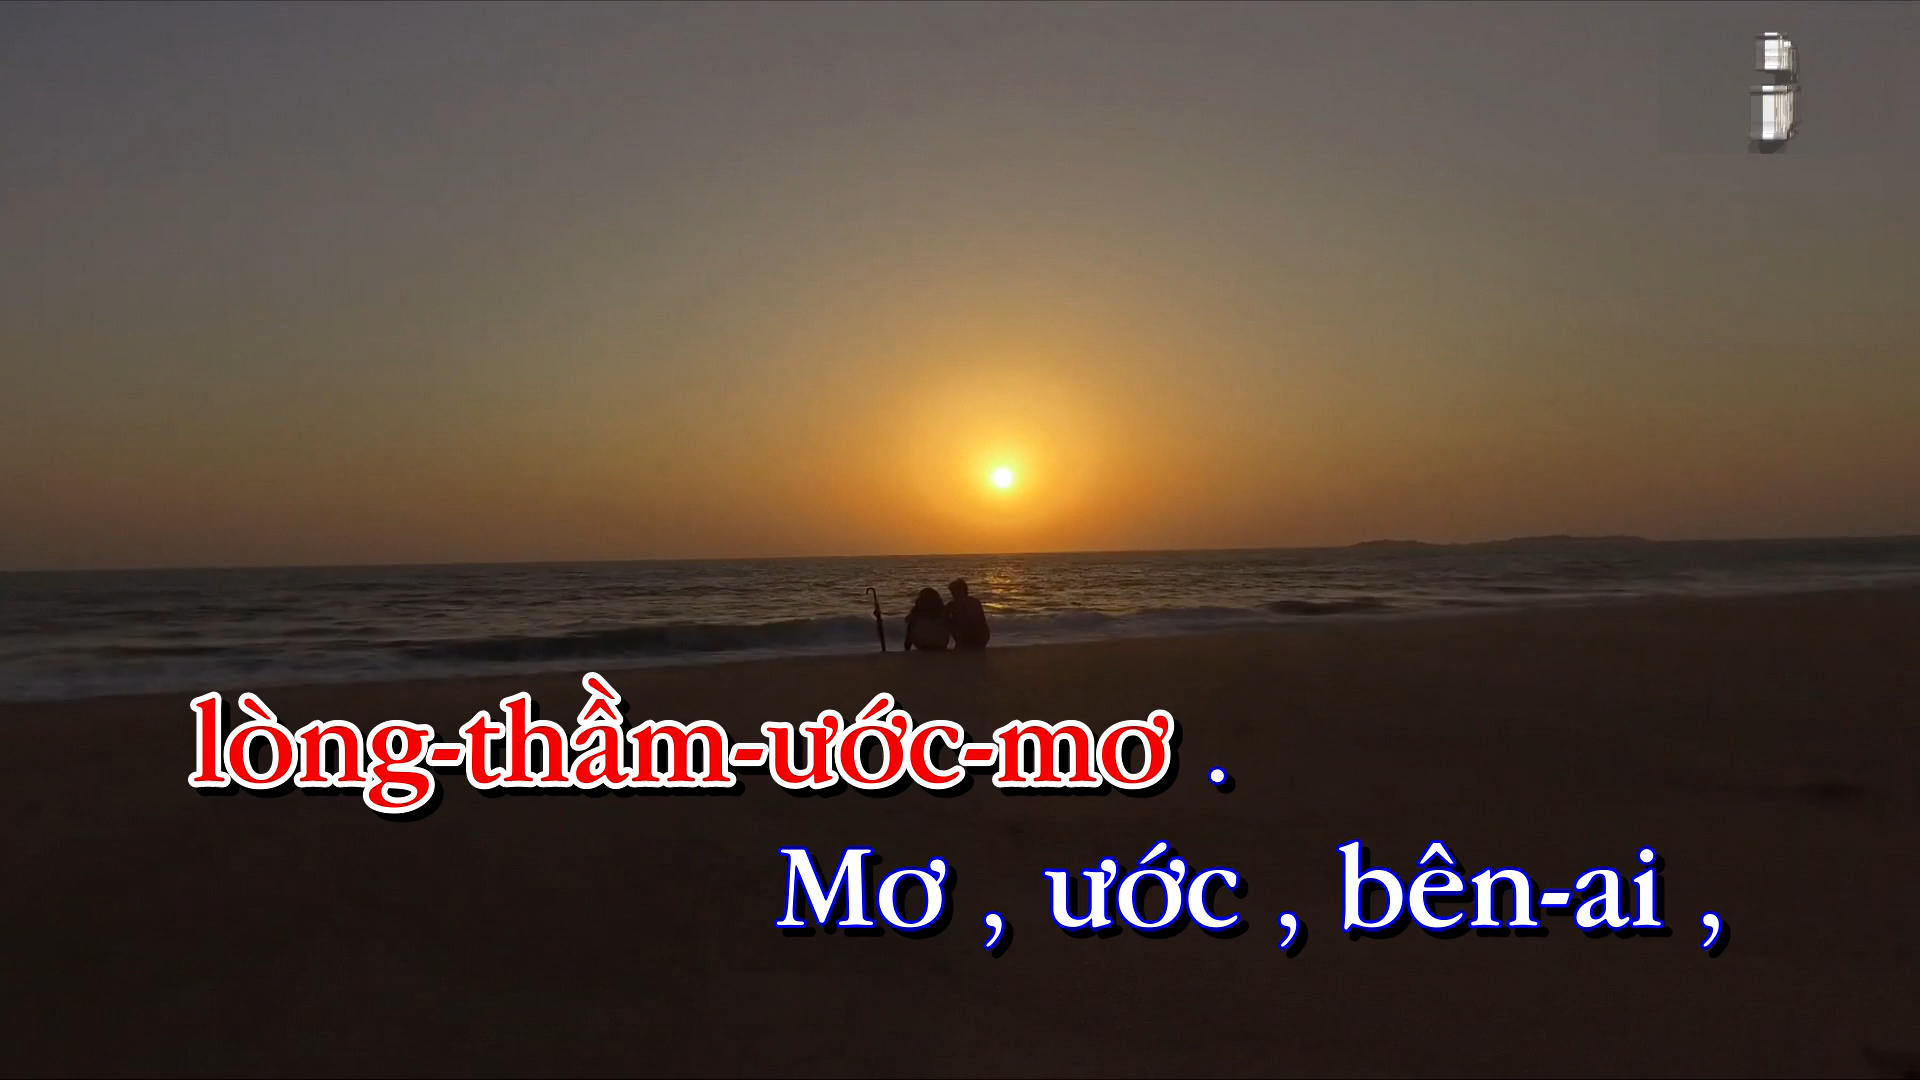 lòng-thầm-ước-mơ .
Mơ , ước , bên-ai ,